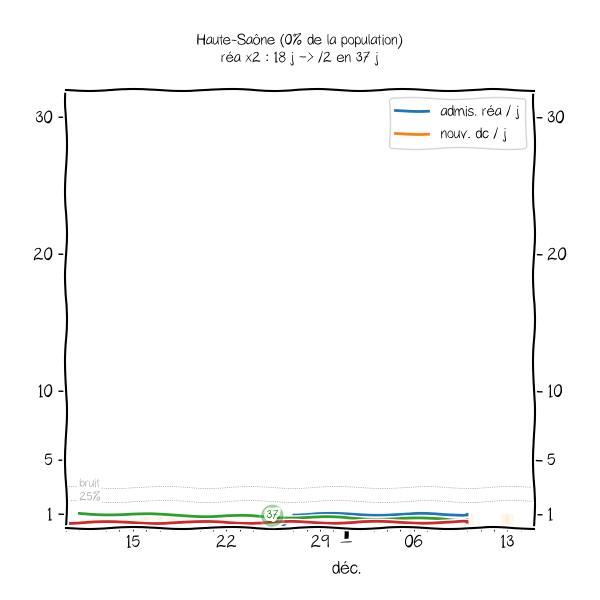 Haute-Saône (0% de la population)
réa x2 : 18 j -> /2 en 37 j
admis. réa / j
nouv. dc / j
30 30
20 20
10 10
5 5
bruit
25%
1 37 1
15 22 29 06 13
déc.